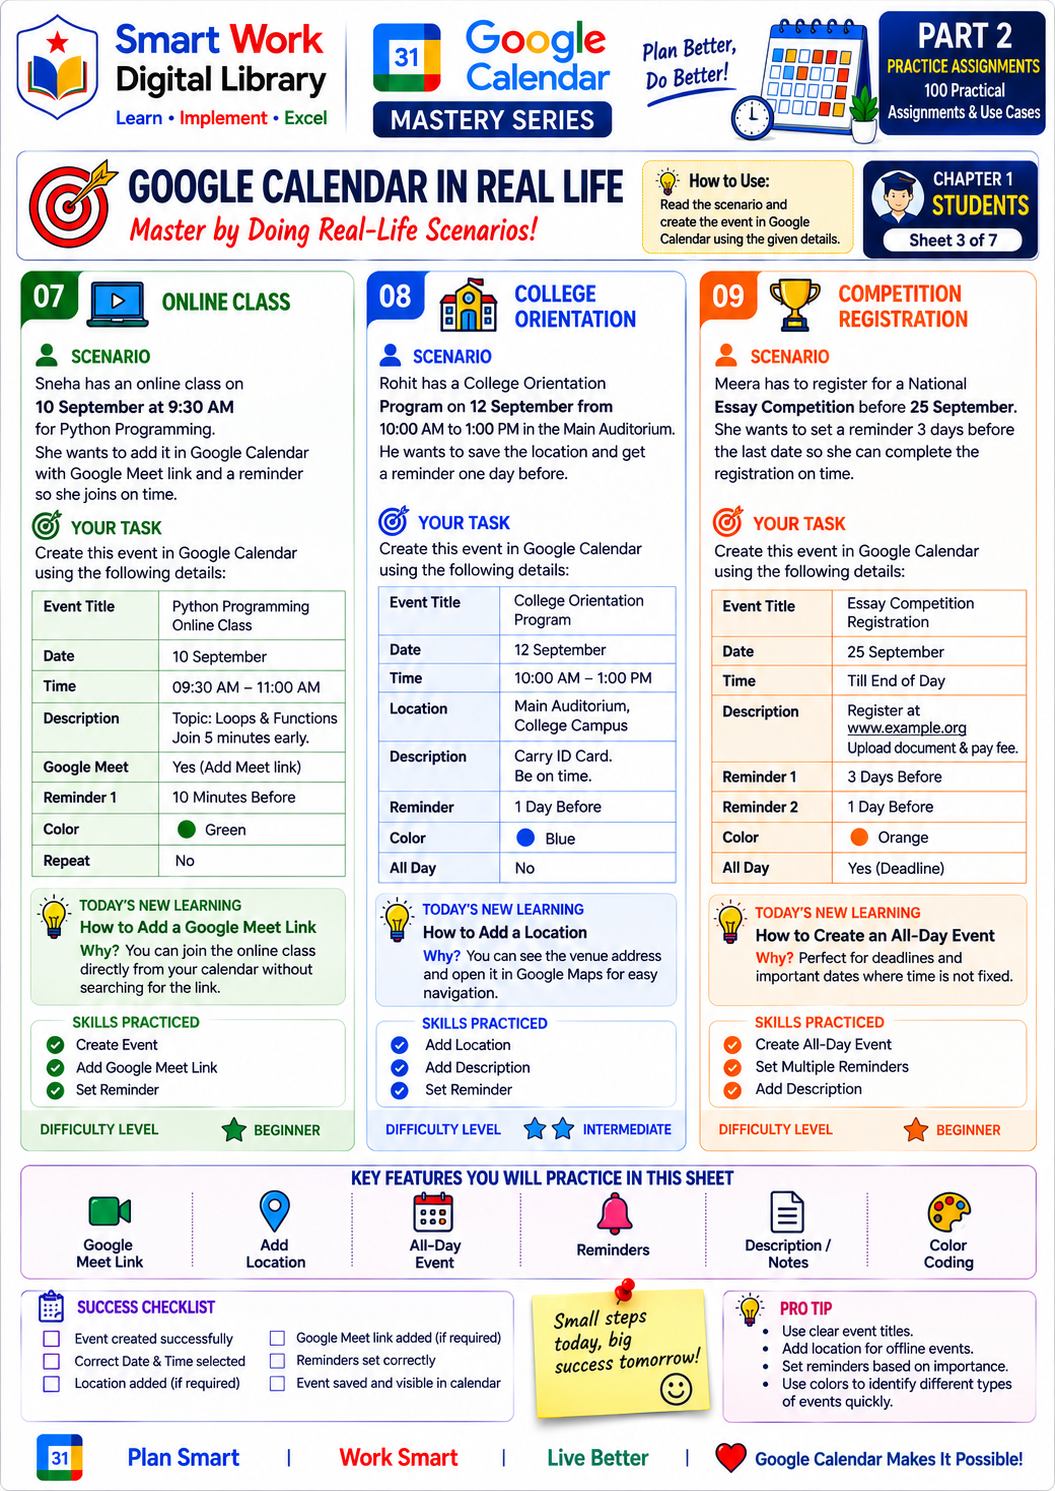 Smart Work
Digital Library
Learn • Implement • Excel
31
Google
Calendar
MASTERY SERIES
Plan Better,
Do Better!
PART 2
PRACTICE ASSIGNMENTS
100 Practical
Assignments & Use Cases
GOOGLE CALENDAR IN REAL LIFE
Master by Doing Real-Life Scenarios!
How to Use:
Read the scenario and
create the event in Google
Calendar using the given details.
CHAPTER 1
STUDENTS
Sheet 3 of 7
07
ONLINE CLASS
SCENARIO
Sneha has an online class on
10 September at 9:30 AM
for Python Programming.
She wants to add it in Google Calendar
with Google Meet link and a reminder
so she joins on time.
YOUR TASK
Create this event in Google Calendar
using the following details:
Event Title Python Programming
Online Class
Date 10 September
Time 09:30 AM – 11:00 AM
Description Topic: Loops & Functions
Join 5 minutes early.
Google Meet Yes (Add Meet link)
Reminder 1 10 Minutes Before
Color Green
Repeat No
TODAY'S NEW LEARNING
How to Add a Google Meet Link
Why? You can join the online class
directly from your calendar without
searching for the link.
SKILLS PRACTICED
Create Event
Add Google Meet Link
Set Reminder
DIFFICULTY LEVEL BEGINNER
08
COLLEGE
ORIENTATION
SCENARIO
Rohit has a College Orientation
Program on 12 September from
10:00 AM to 1:00 PM in the Main Auditorium.
He wants to save the location and get
a reminder one day before.
YOUR TASK
Create this event in Google Calendar
using the following details:
Event Title College Orientation
Program
Date 12 September
Time 10:00 AM – 1:00 PM
Location Main Auditorium,
College Campus
Description Carry ID Card.
Be on time.
Reminder 1 Day Before
Color Blue
All Day No
TODAY'S NEW LEARNING
How to Add a Location
Why? You can see the venue address
and open it in Google Maps for easy
navigation.
SKILLS PRACTICED
Add Location
Add Description
Set Reminder
DIFFICULTY LEVEL INTERMEDIATE
09
COMPETITION
REGISTRATION
SCENARIO
Meera has to register for a National
Essay Competition before 25 September.
She wants to set a reminder 3 days before
the last date so she can complete the
registration on time.
YOUR TASK
Create this event in Google Calendar
using the following details:
Event Title Essay Competition
Registration
Date 25 September
Time Till End of Day
Description Register at
www.example.org
Upload document & pay fee.
Reminder 1 3 Days Before
Reminder 2 1 Day Before
Color Orange
All Day Yes (Deadline)
TODAY'S NEW LEARNING
How to Create an All-Day Event
Why? Perfect for deadlines and
important dates where time is not fixed.
SKILLS PRACTICED
Create All-Day Event
Set Multiple Reminders
Add Description
DIFFICULTY LEVEL BEGINNER
KEY FEATURES YOU WILL PRACTICE IN THIS SHEET
Google
Meet Link
Add
Location
All-Day
Event
Reminders
Description /
Notes
Color
Coding
SUCCESS CHECKLIST
Event created successfully
Correct Date & Time selected
Location added (if required)
Google Meet link added (if required)
Reminders set correctly
Event saved and visible in calendar
Small steps
today, big
success tomorrow!
PRO TIP
• Use clear event titles.
• Add location for offline events.
• Set reminders based on importance.
• Use colors to identify different types
of events quickly.
31
Plan Smart | Work Smart | Live Better | Google Calendar Makes It Possible!